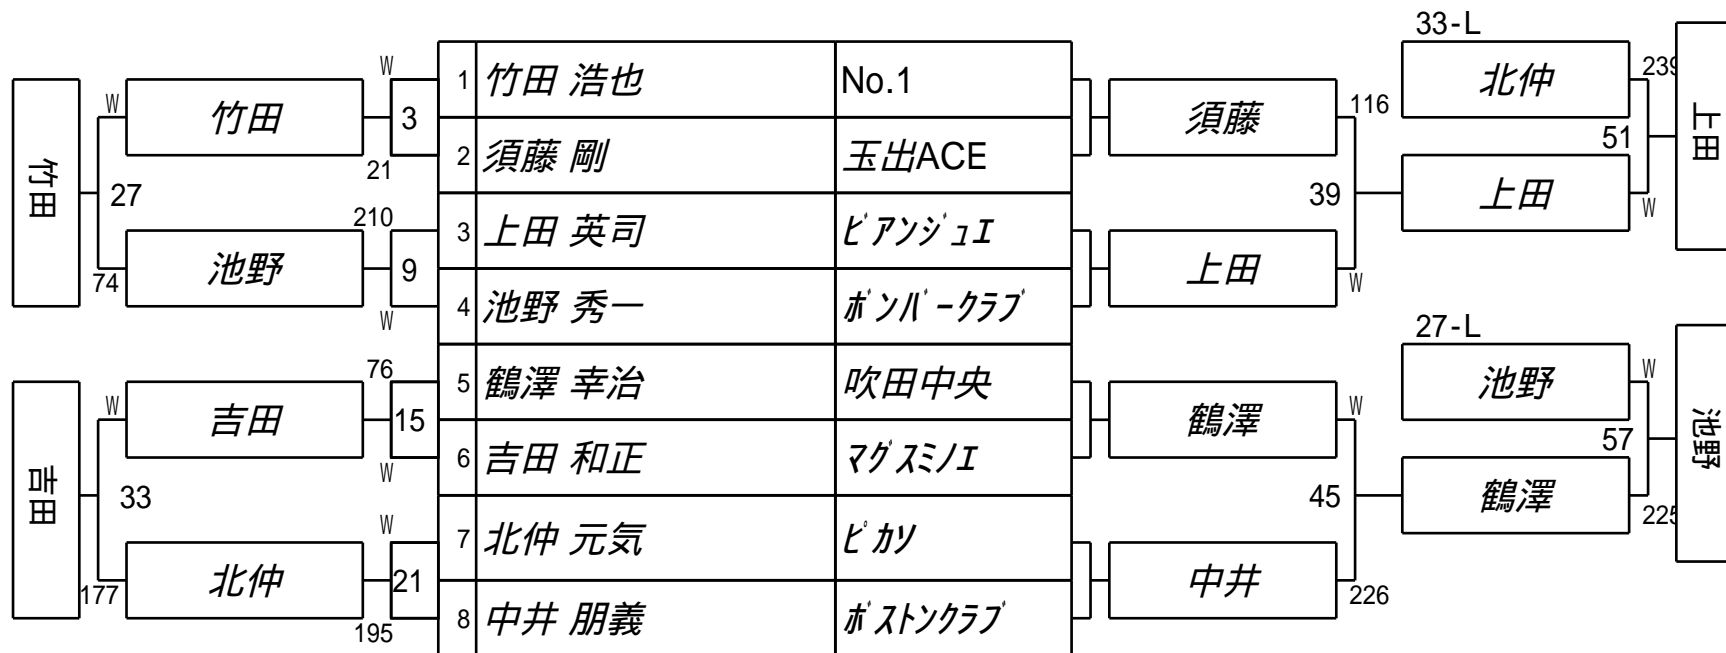 33-L
W
1 竹田 浩也 No.1
北仲
239
W
竹田
3
須藤
116
上田
21
2 須藤 剛 玉出ACE
51
竹田
27
39
上田
W
210
3 上田 英司 ﾋﾞｱﾝｼﾞｭｴ
池野
9
上田
74
W
4 池野 秀一 ﾎﾞﾝﾊﾞｰｸﾗﾌﾞ
W
27-L
76
5 鶴澤 幸治 吹田中央
池野
W
W
吉田
15
鶴澤
W
57
池野
W
6 吉田 和正 ﾏｸﾞｽﾐﾉｴ
吉田
33
45
鶴澤
225
W
7 北仲 元気 ﾋﾟｶｿ
北仲
21
中井
177
226
195
8 中井 朋義 ﾎﾞｽﾄﾝｸﾗﾌﾞ